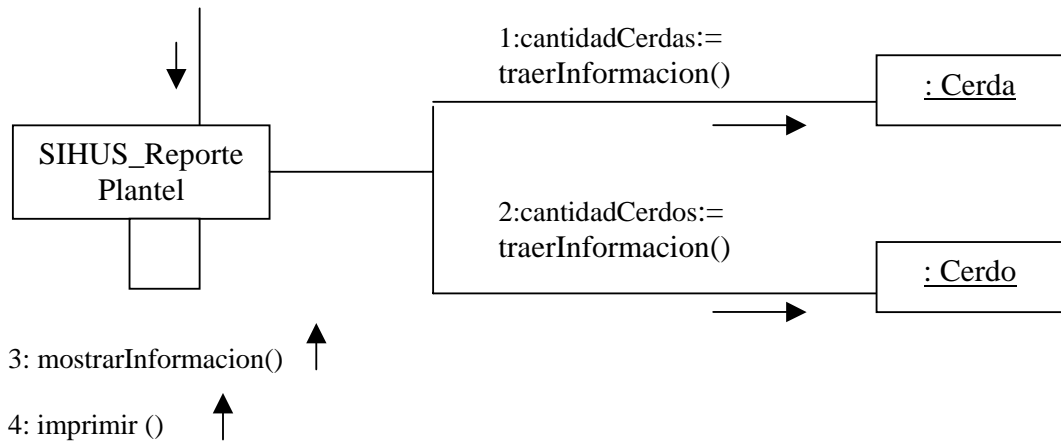 1:cantidadCerdas:=
traerInformacion()
: Cerda
SIHUS_Reporte
Plantel
2:cantidadCerdos:=
traerInformacion()
: Cerdo
3: mostrarInformacion()
4: imprimir ()